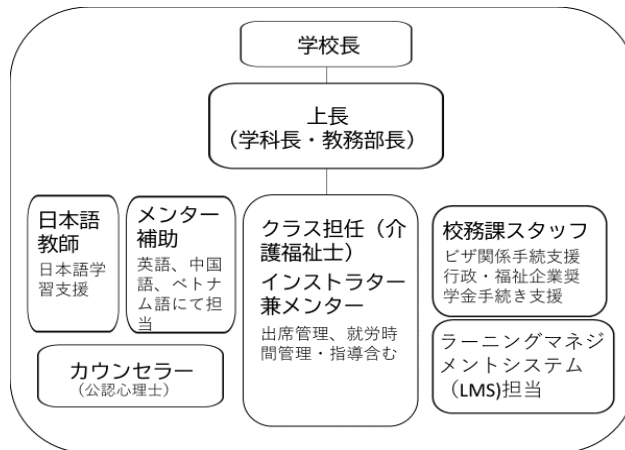 学校長
上長
（学科長・教務部長）
日本語
教師
日本語学
習支援
メンター
補助
英語、中国
語、ベトナ
ム語にて担
当
クラス担任（介
護福祉士）
インストラター
兼メンター
出席管理、就労時
間管理・指導含む
校務課スタッフ
ビザ関係手続支援
行政・福祉企業奨
学金手続き支援
カウンセラー
（公認心理士）
ラーニングマネジ
メントシステム
（LMS)担当